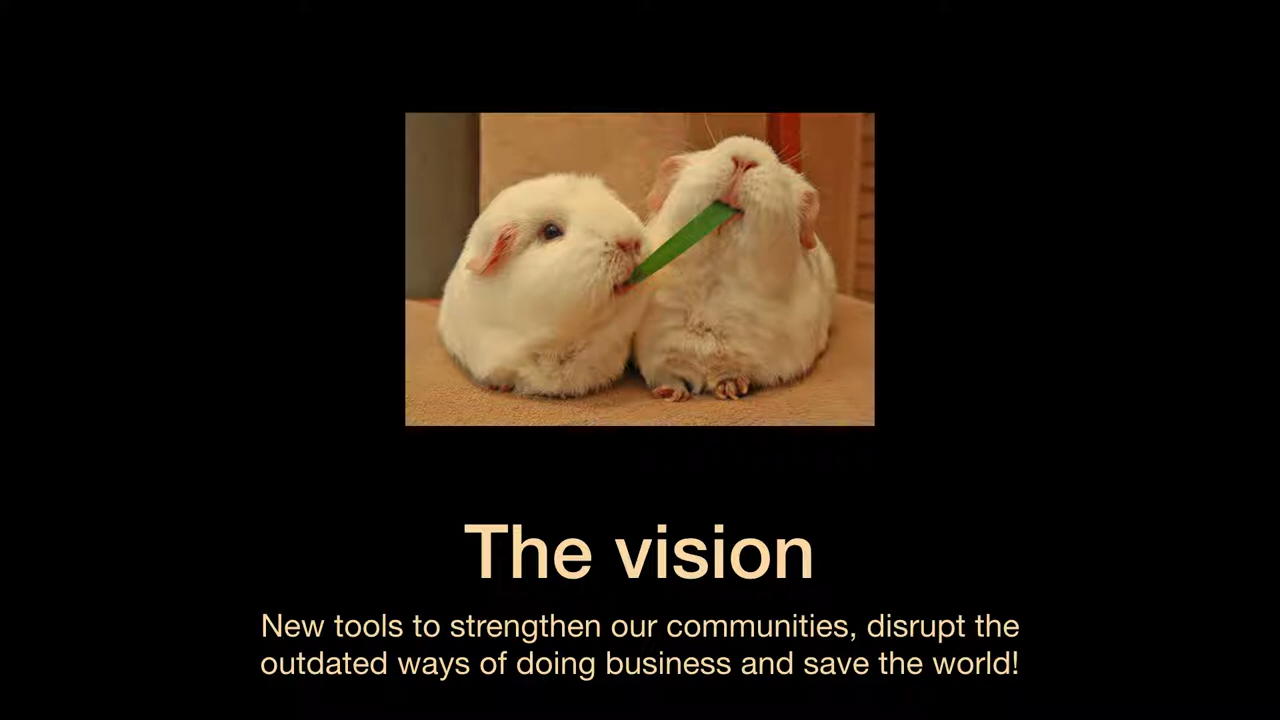 The vision
New tools to strengthen our communities, disrupt the
outdated ways of doing business and save the world!